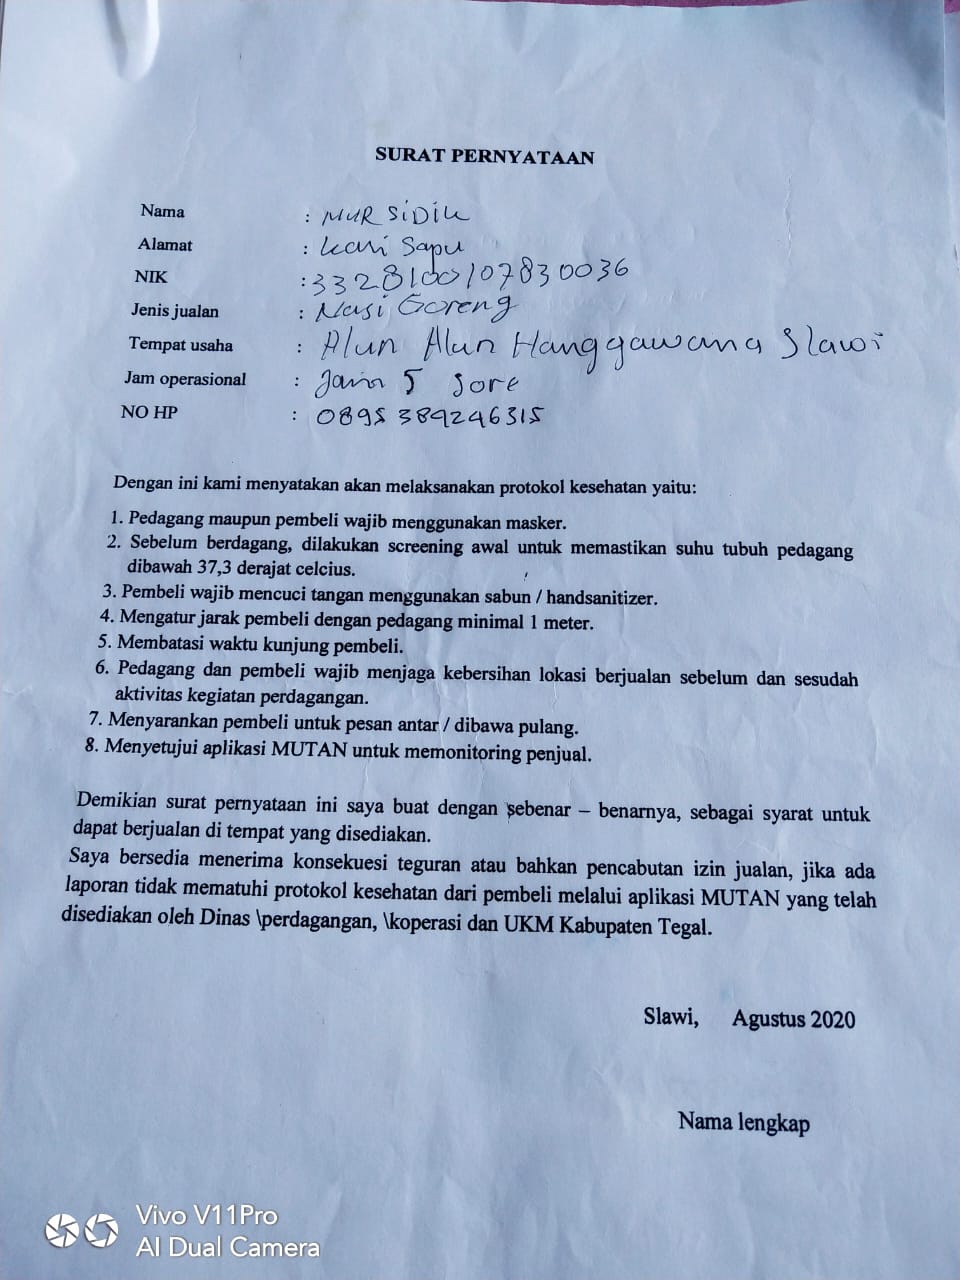 SURAT PERNYATAAN
Nama : MUR SiDiK
Alamat : Kali Sapu
NIK : 3328100107830036
Jenis jualan : Nasi Goreng
Tempat usaha : Alun Alun Hanggawana Slawi
Jam operasional : Jam 5 Sore
NO HP : 0895 389246315
Dengan ini kami menyatakan akan melaksanakan protokol kesehatan yaitu:
1. Pedagang maupun pembeli wajib menggunakan masker.
2. Sebelum berdagang, dilakukan screening awal untuk memastikan suhu tubuh pedagang
dibawah 37,3 derajat celcius.
3. Pembeli wajib mencuci tangan menggunakan sabun / handsanitizer.
4. Mengatur jarak pembeli dengan pedagang minimal 1 meter.
5. Membatasi waktu kunjung pembeli.
6. Pedagang dan pembeli wajib menjaga kebersihan lokasi berjualan sebelum dan sesudah
aktivitas kegiatan perdagangan.
7. Menyarankan pembeli untuk pesan antar / dibawa pulang.
8. Menyetujui aplikasi MUTAN untuk memonitoring penjual.
Demikian surat pernyataan ini saya buat dengan sebenar – benarnya, sebagai syarat untuk
dapat berjualan di tempat yang disediakan.
Saya bersedia menerima konsekuesi teguran atau bahkan pencabutan izin jualan, jika ada
laporan tidak mematuhi protokol kesehatan dari pembeli melalui aplikasi MUTAN yang telah
disediakan oleh Dinas \perdagangan, \koperasi dan UKM Kabupaten Tegal.
Slawi, Agustus 2020
Nama lengkap
Vivo V11Pro
AI Dual Camera